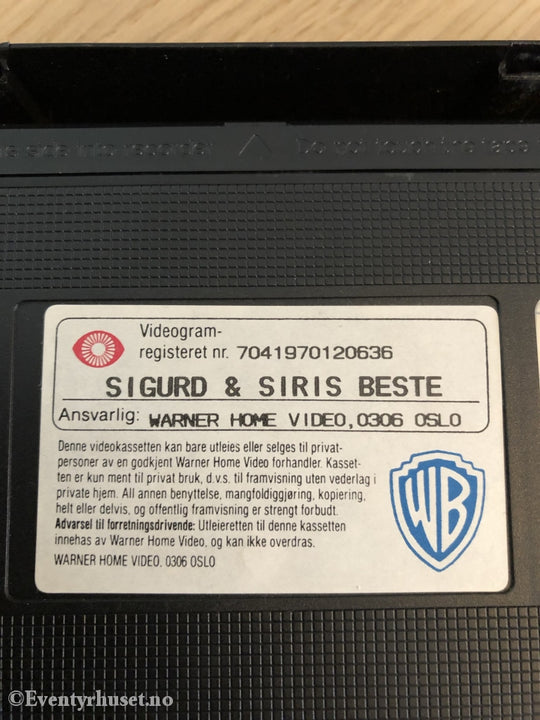 side into recorder Do not touch the tape
Videogram-
registeret nr. 7041970120636
SIGURD & SIRIS BESTE
Ansvarlig: WARNER HOME VIDEO, 0306 OSLO
Denne videokassetten kan bare utleies eller selges til privat-
personer av en godkjent Warner Home Video forhandler. Kasset-
ten er kun ment til privat bruk, d.v.s. til framvisning uten vederlag i
private hjem. All annen benyttelse, mangfoldiggjøring, kopiering,
helt eller delvis, og offentlig framvisning er strengt forbudt.
Advarsel til forretningsdrivende: Utleieretten til denne kassetten
innehas av Warner Home Video, og kan ikke overdras.
WARNER HOME VIDEO. 0306 OSLO
WB
©Eventyrhuset.no